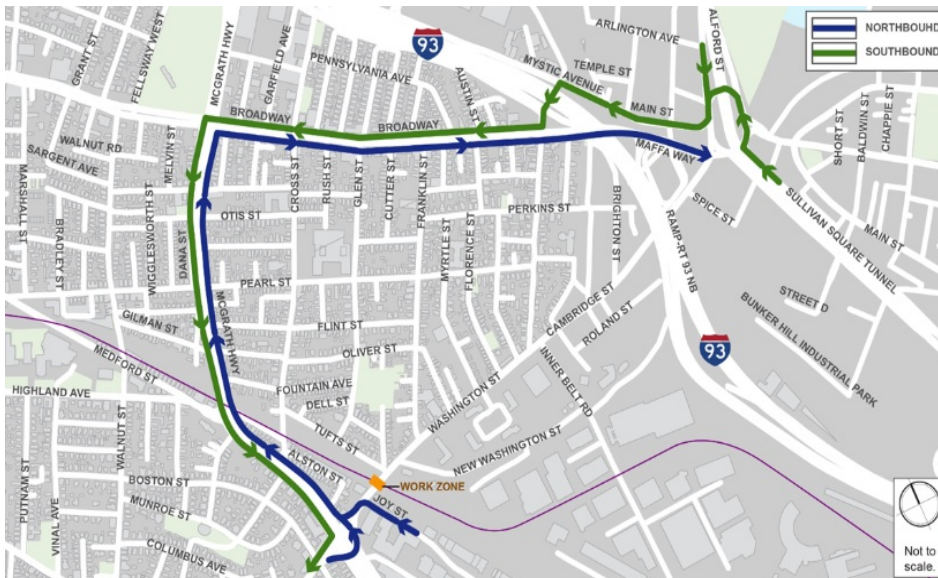 NORTHBOUHD
SOUTHBOUND
ARLINGTON AVE
ALFORD ST
GRANT ST
FELLSWAY WEST
MCGRATH HWY
GARFIELD AVE
93
PENNSYLVANIA AVE
AUSTIN ST
MYSTIC AVENUE
TEMPLE ST
MAIN ST
BROADWAY
BROADWAY
MAFFA WAY
SHORT ST
BALDWIN ST
CHAPPIE ST
WALNUT RD
SARGENT AVE
MELVIN ST
MARSHALL ST
BRADLEY ST
WIGGLESWORTH ST
DANA ST
OTIS ST
CROSS ST
RUSH ST
GLEN ST
CUTTER ST
FRANKLIN ST
MYRTLE ST
FLORENCE ST
PERKINS ST
BRIGHTON ST
RAMP-RT 93 NB
SPICE ST
SULLIVAN SQUARE TUNNEL
MAIN ST
PEARL ST
GILMAN ST
MCGRATH HWY
FLINT ST
OLIVER ST
CAMBRIDGE ST
ROLAND ST
STREET D
BUNKER HILL INDUSTRIAL PARK
93
MEDFORD ST
HIGHLAND AVE
WALNUT ST
FOUNTAIN AVE
DELL ST
TUFTS ST
WASHINGTON ST
INNER BELT RD
NEW WASHINGTON ST
ALSTON ST
WORK ZONE
JOY ST
PUTNAM ST
VINAL AVE
BOSTON ST
MUNROE ST
COLUMBUS AVE
Not to
scale.